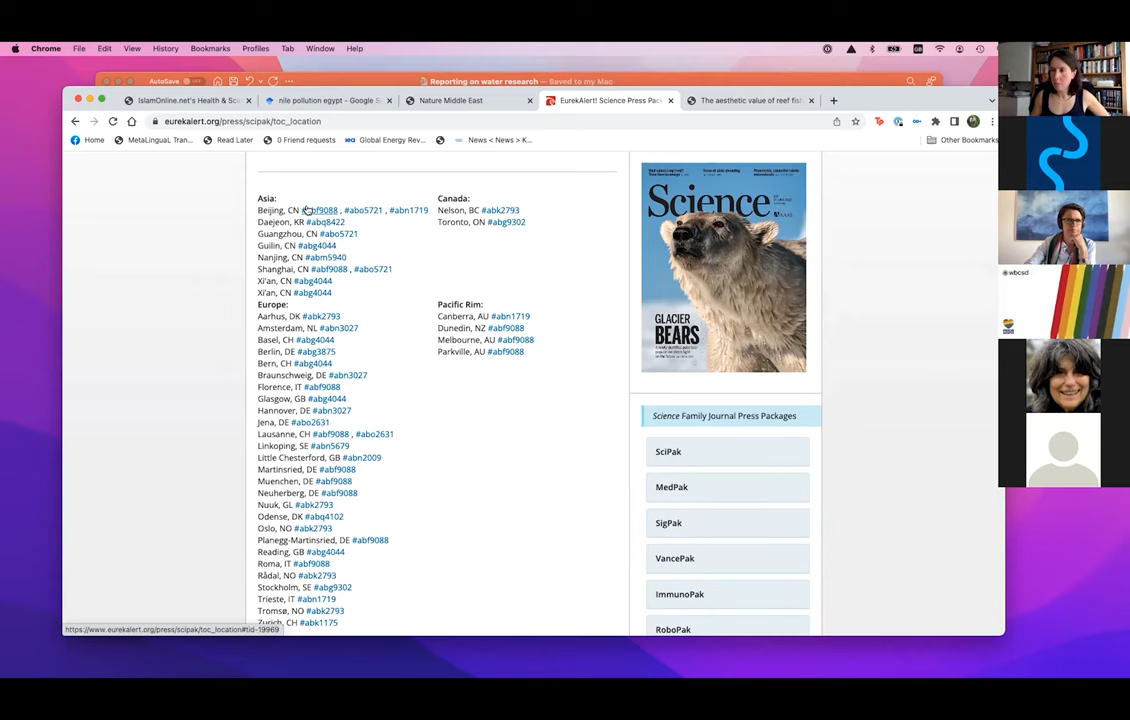 Chrome File Edit View History Bookmarks Profiles Tab Window Help
AutoSave OFF
Reporting on water research — Saved to my Mac
IslamOnline.net's Health & Scie
nile pollution egypt - Google S
Nature Middle East
EurekAlert! Science Press Pack
The aesthetic value of reef fish
eurekalert.org/press/scipak/toc_location
Home MetaLinguaL Tran... Read Later 0 Friend requests Global Energy Rev... News < News > K... Other Bookmarks
Asia:
Beijing, CN #abf9088 , #abo5721 , #abn1719
Daejeon, KR #abq8422
Guangzhou, CN #abo5721
Guilin, CN #abg4044
Nanjing, CN #abm5940
Shanghai, CN #abf9088 , #abo5721
Xi'an, CN #abg4044
Xi'an, CN #abg4044
Canada:
Nelson, BC #abk2793
Toronto, ON #abg9302
Europe:
Aarhus, DK #abk2793
Amsterdam, NL #abn3027
Basel, CH #abg4044
Berlin, DE #abg3875
Bern, CH #abg4044
Braunschweig, DE #abn3027
Florence, IT #abf9088
Glasgow, GB #abg4044
Hannover, DE #abn3027
Jena, DE #abo2631
Lausanne, CH #abf9088 , #abo2631
Linkoping, SE #abn5679
Little Chesterford, GB #abn2009
Martinsried, DE #abf9088
Muenchen, DE #abf9088
Neuherberg, DE #abf9088
Nuuk, GL #abk2793
Odense, DK #abq4102
Oslo, NO #abk2793
Planegg-Martinsried, DE #abf9088
Reading, GB #abg4044
Roma, IT #abf9088
Rådal, NO #abk2793
Stockholm, SE #abg9302
Trieste, IT #abn1719
Tromsø, NO #abk2793
Zurich, CH #abk1175
Pacific Rim:
Canberra, AU #abn1719
Dunedin, NZ #abf9088
Melbourne, AU #abf9088
Parkville, AU #abf9088
Science
AAAS
GLACIER
BEARS
Science Family Journal Press Packages
SciPak
MedPak
SigPak
VancePak
ImmunoPak
RoboPak
https://www.eurekalert.org/press/scipak/toc_location#tid-19969
wbcsd